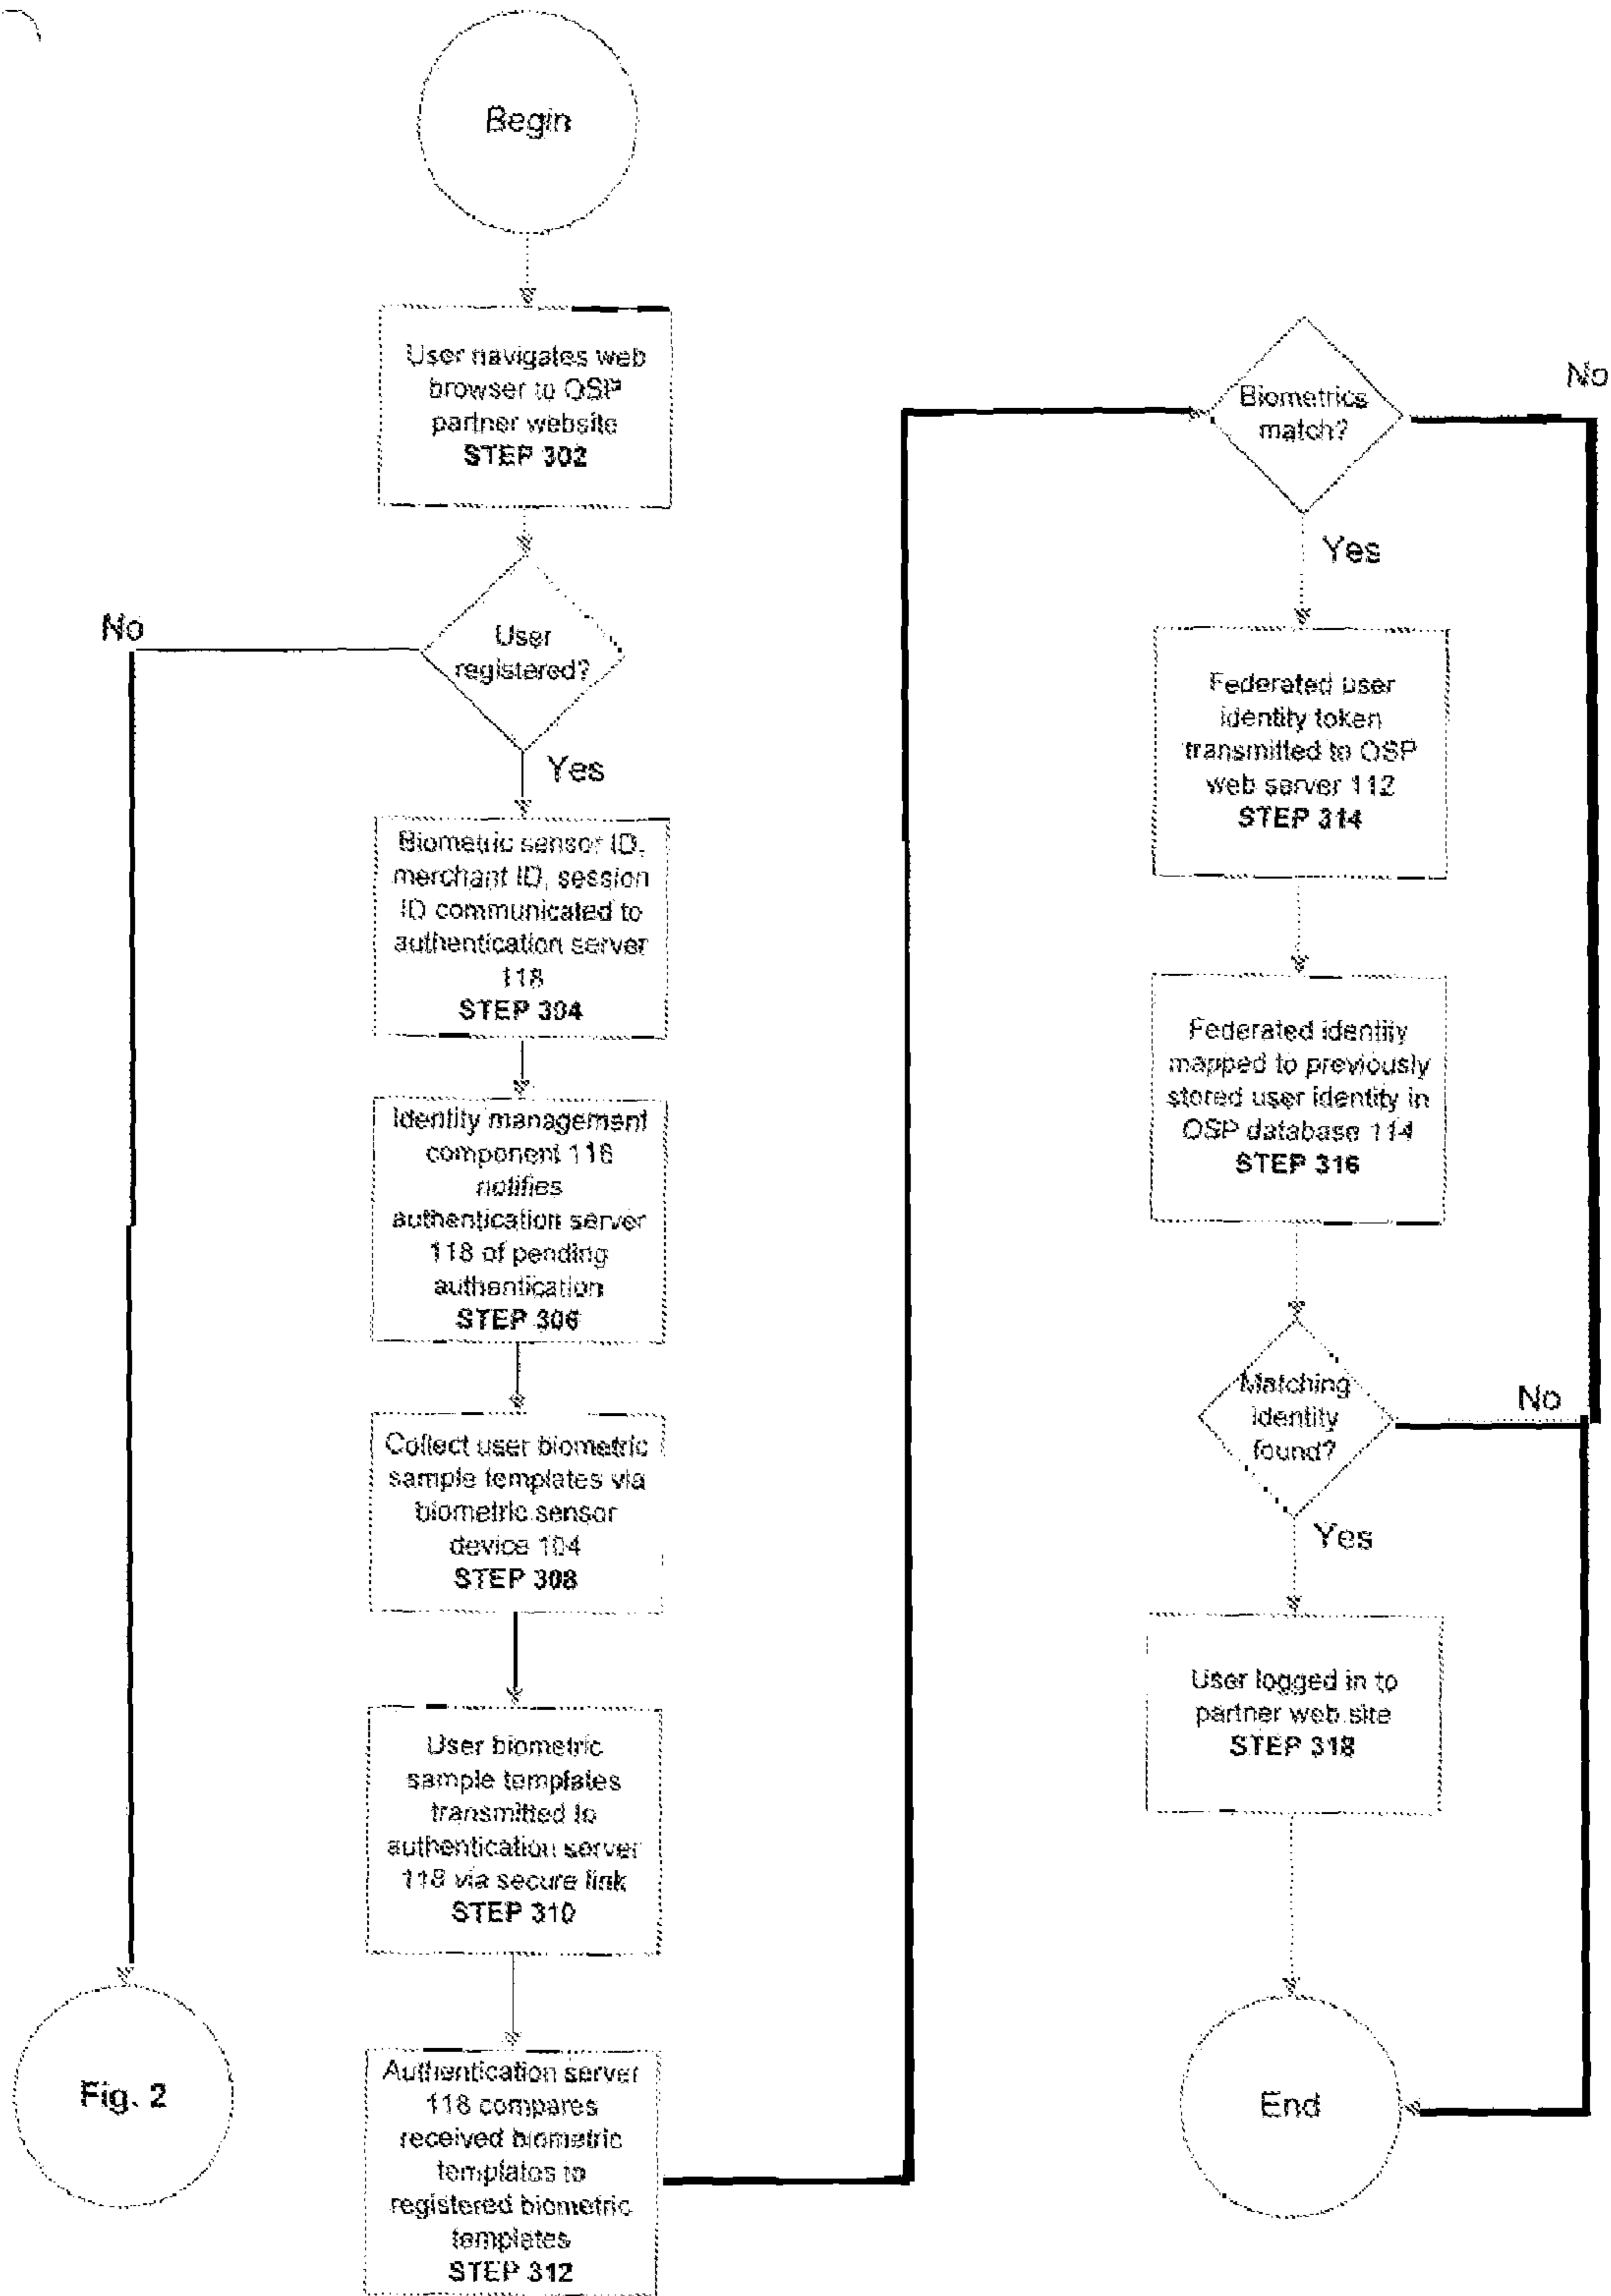 Begin
User navigates web
browser to OSP
partner website
STEP 302
User
registered?
No
Yes
Biometric sensor ID,
merchant ID, session
ID communicated to
authentication server
118
STEP 304
Identity management
component 116
notifies
authentication server
118 of pending
authentication
STEP 306
Collect user biometric
sample templates via
biometric sensor
device 104
STEP 308
User biometric
sample templates
transmitted to
authentication server
118 via secure link
STEP 310
Authentication server
118 compares
received biometric
templates to
registered biometric
templates
STEP 312
Fig. 2
Biometrics
match?
No
Yes
Federated user
identity token
transmitted to OSP
web server 112
STEP 314
Federated identity
mapped to previously
stored user identity in
OSP database 114
STEP 316
Matching
identity
found?
No
Yes
User logged in to
partner web site
STEP 318
End